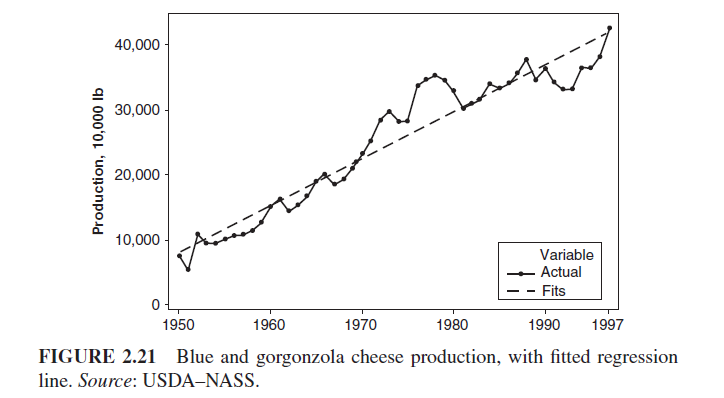 Production, 10,000 lb
40,000
30,000
20,000
10,000
0
1950 1960 1970 1980 1990 1997
Variable
Actual
Fits
FIGURE 2.21 Blue and gorgonzola cheese production, with fitted regression
line. Source: USDA–NASS.